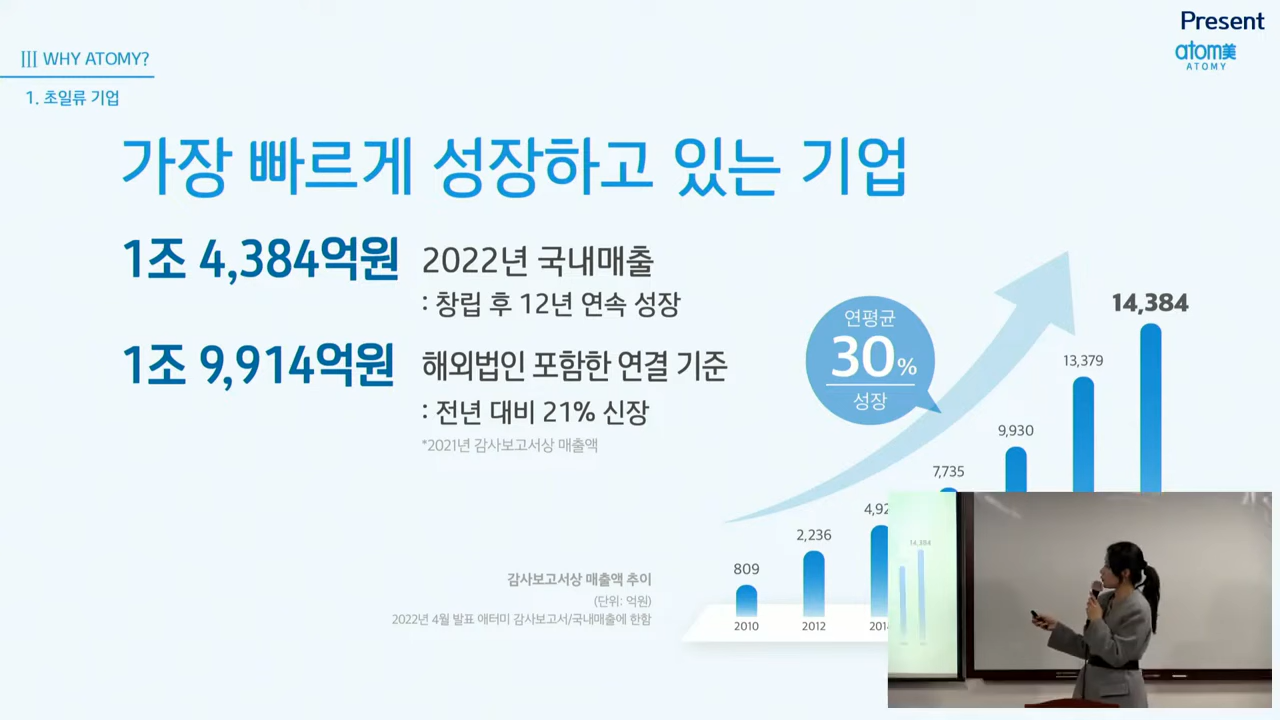 Present
atom美
ATOMY
III WHY ATOMY?
1. 초일류 기업
가장 빠르게 성장하고 있는 기업
1조 4,384억원 2022년 국내매출
: 창립 후 12년 연속 성장
1조 9,914억원 해외법인 포함한 연결 기준
: 전년 대비 21% 신장
*2021년 감사보고서상 매출액
연평균
30%
성장
14,384
13,379
9,930
7,735
4,92
2,236
809
감사보고서상 매출액 추이
(단위: 억원)
2022년 4월 발표 애터미 감사보고서/국내매출에 한함
2010 2012 201
14,384